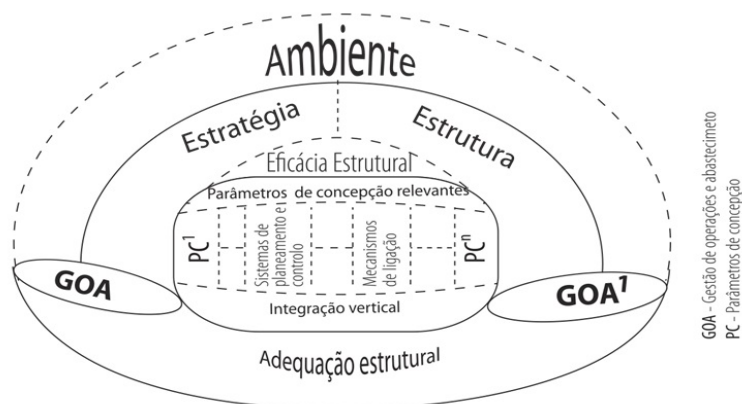 Ambiente
Estratégia
Estrutura
Eficácia Estrutural
Parâmetros de concepção relevantes
PC¹
Sistemas de
planeamento e
controlo
Mecanismos
de ligação
PCⁿ
Integração vertical
GOA
GOA¹
Adequação estrutural
GOA - Gestão de operações e abastecimeto
PC - Parâmetros de concepção